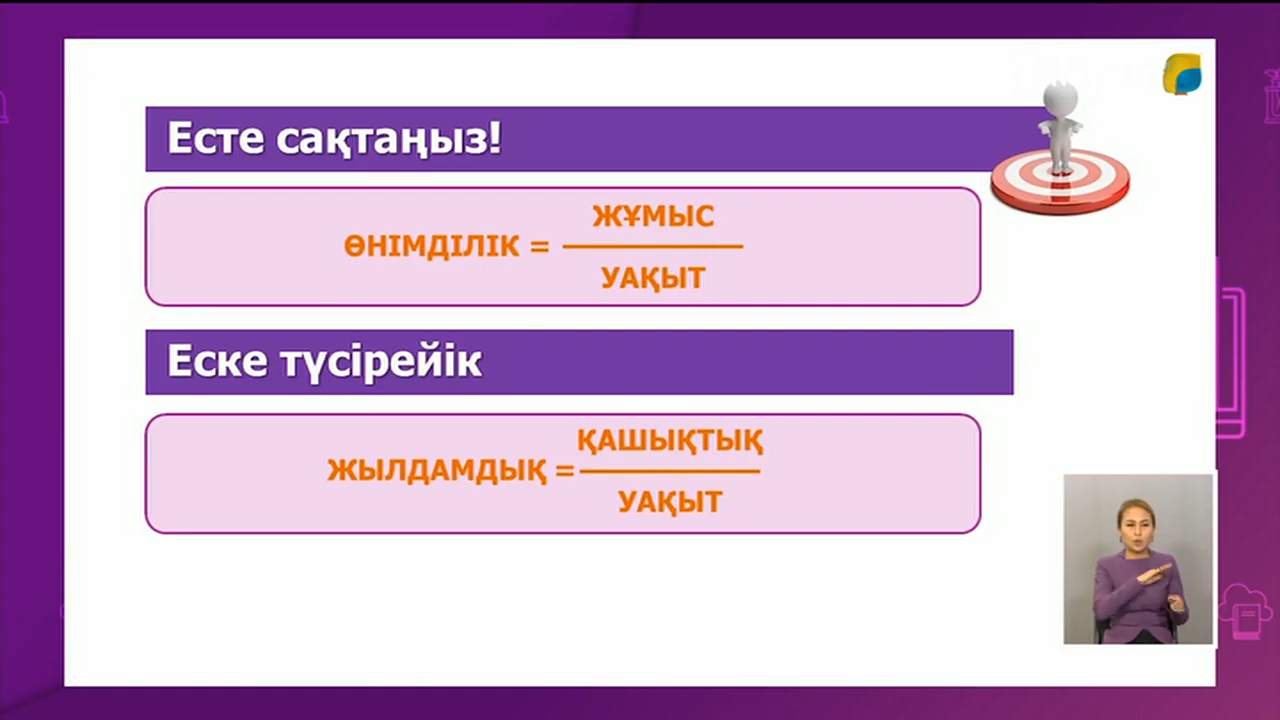 Есте сақтаңыз!
ЖҰМЫС
ӨНІМДІЛІК =
УАҚЫТ
Еске түсірейік
ҚАШЫҚТЫҚ
ЖЫЛДАМДЫҚ =
УАҚЫТ